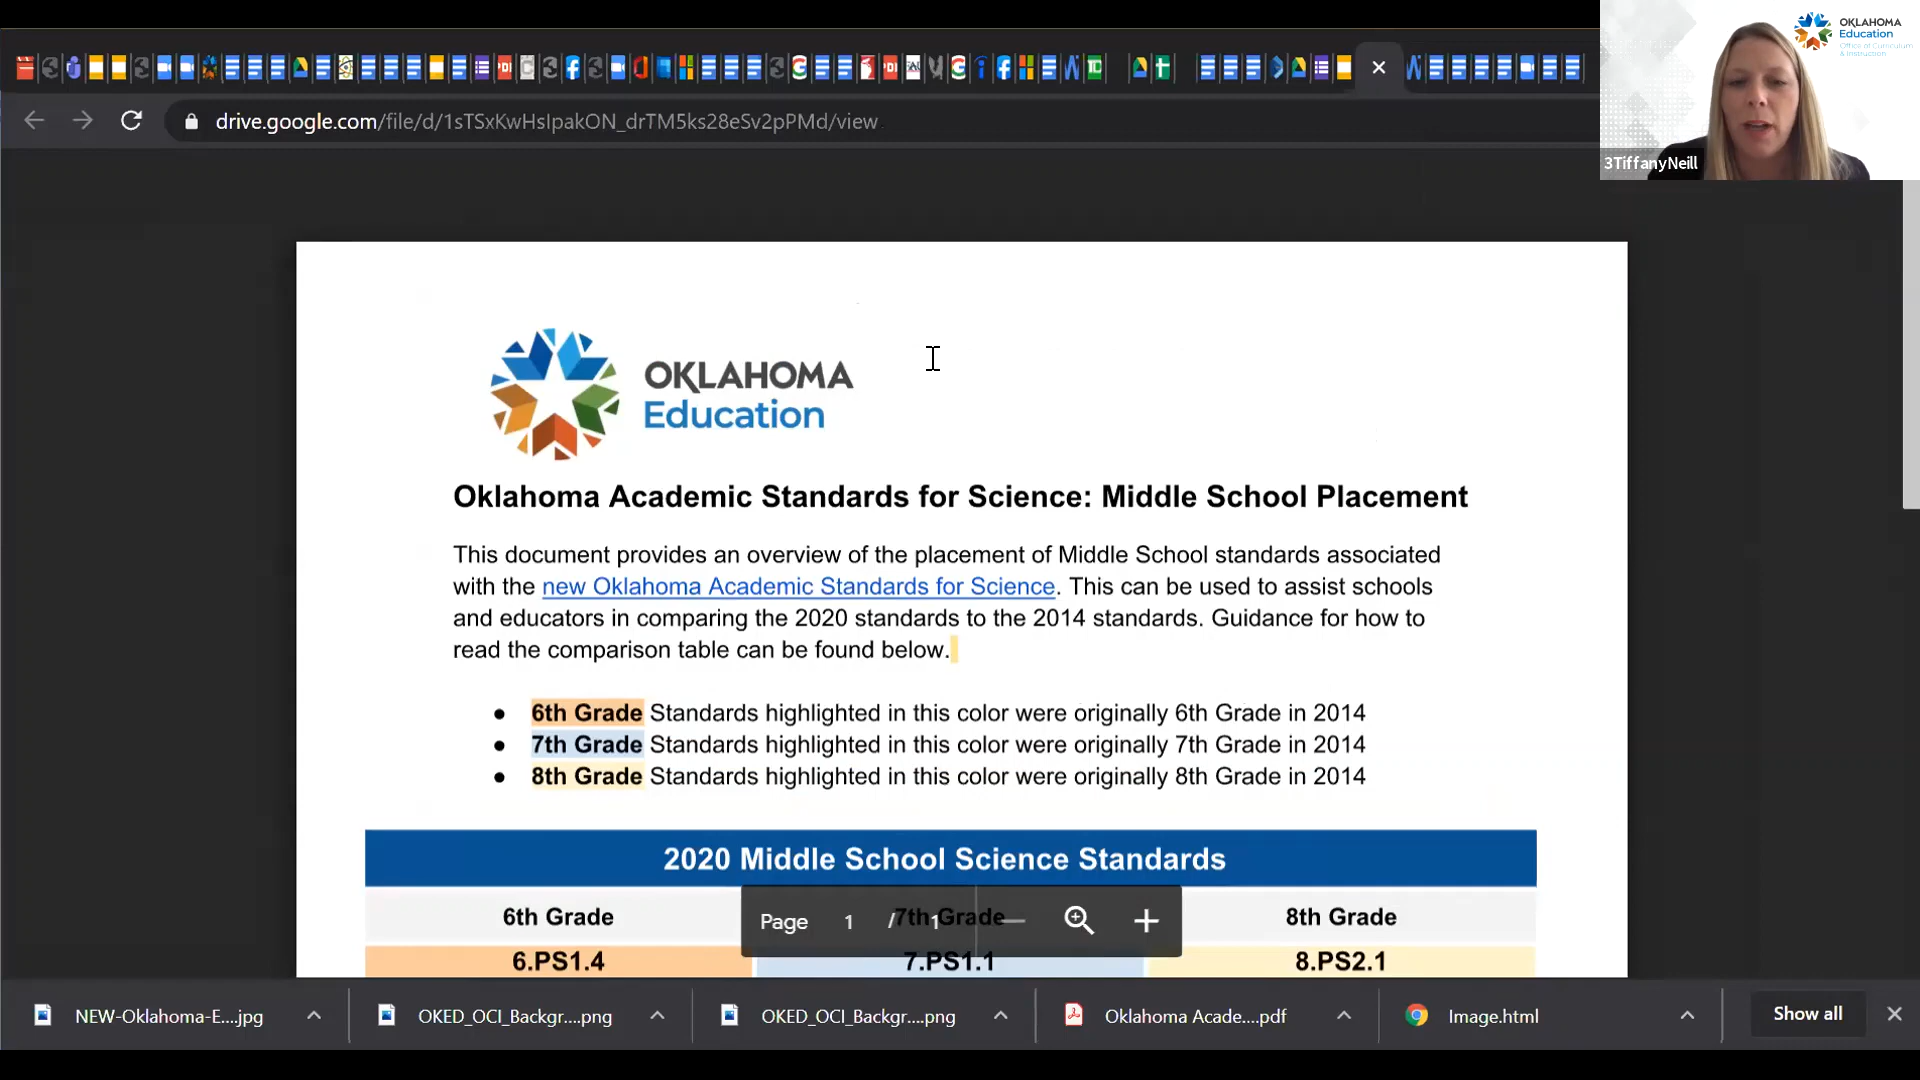 drive.google.com/file/d/1sTSxKwHsIpakON_drTM5ks28eSv2pPMd/view
OKLAHOMA
Education
Office of Curriculum
& Instruction
3TiffanyNeill
OKLAHOMA
Education
Oklahoma Academic Standards for Science: Middle School Placement
This document provides an overview of the placement of Middle School standards associated
with the new Oklahoma Academic Standards for Science. This can be used to assist schools
and educators in comparing the 2020 standards to the 2014 standards. Guidance for how to
read the comparison table can be found below.
● 6th Grade Standards highlighted in this color were originally 6th Grade in 2014
● 7th Grade Standards highlighted in this color were originally 7th Grade in 2014
● 8th Grade Standards highlighted in this color were originally 8th Grade in 2014
2020 Middle School Science Standards
6th Grade 7th Grade 8th Grade
Page 1 / 1
6.PS1.4 7.PS1.1 8.PS2.1
NEW-Oklahoma-E....jpg OKED_OCI_Backgr....png OKED_OCI_Backgr....png Oklahoma Acade....pdf Image.html Show all